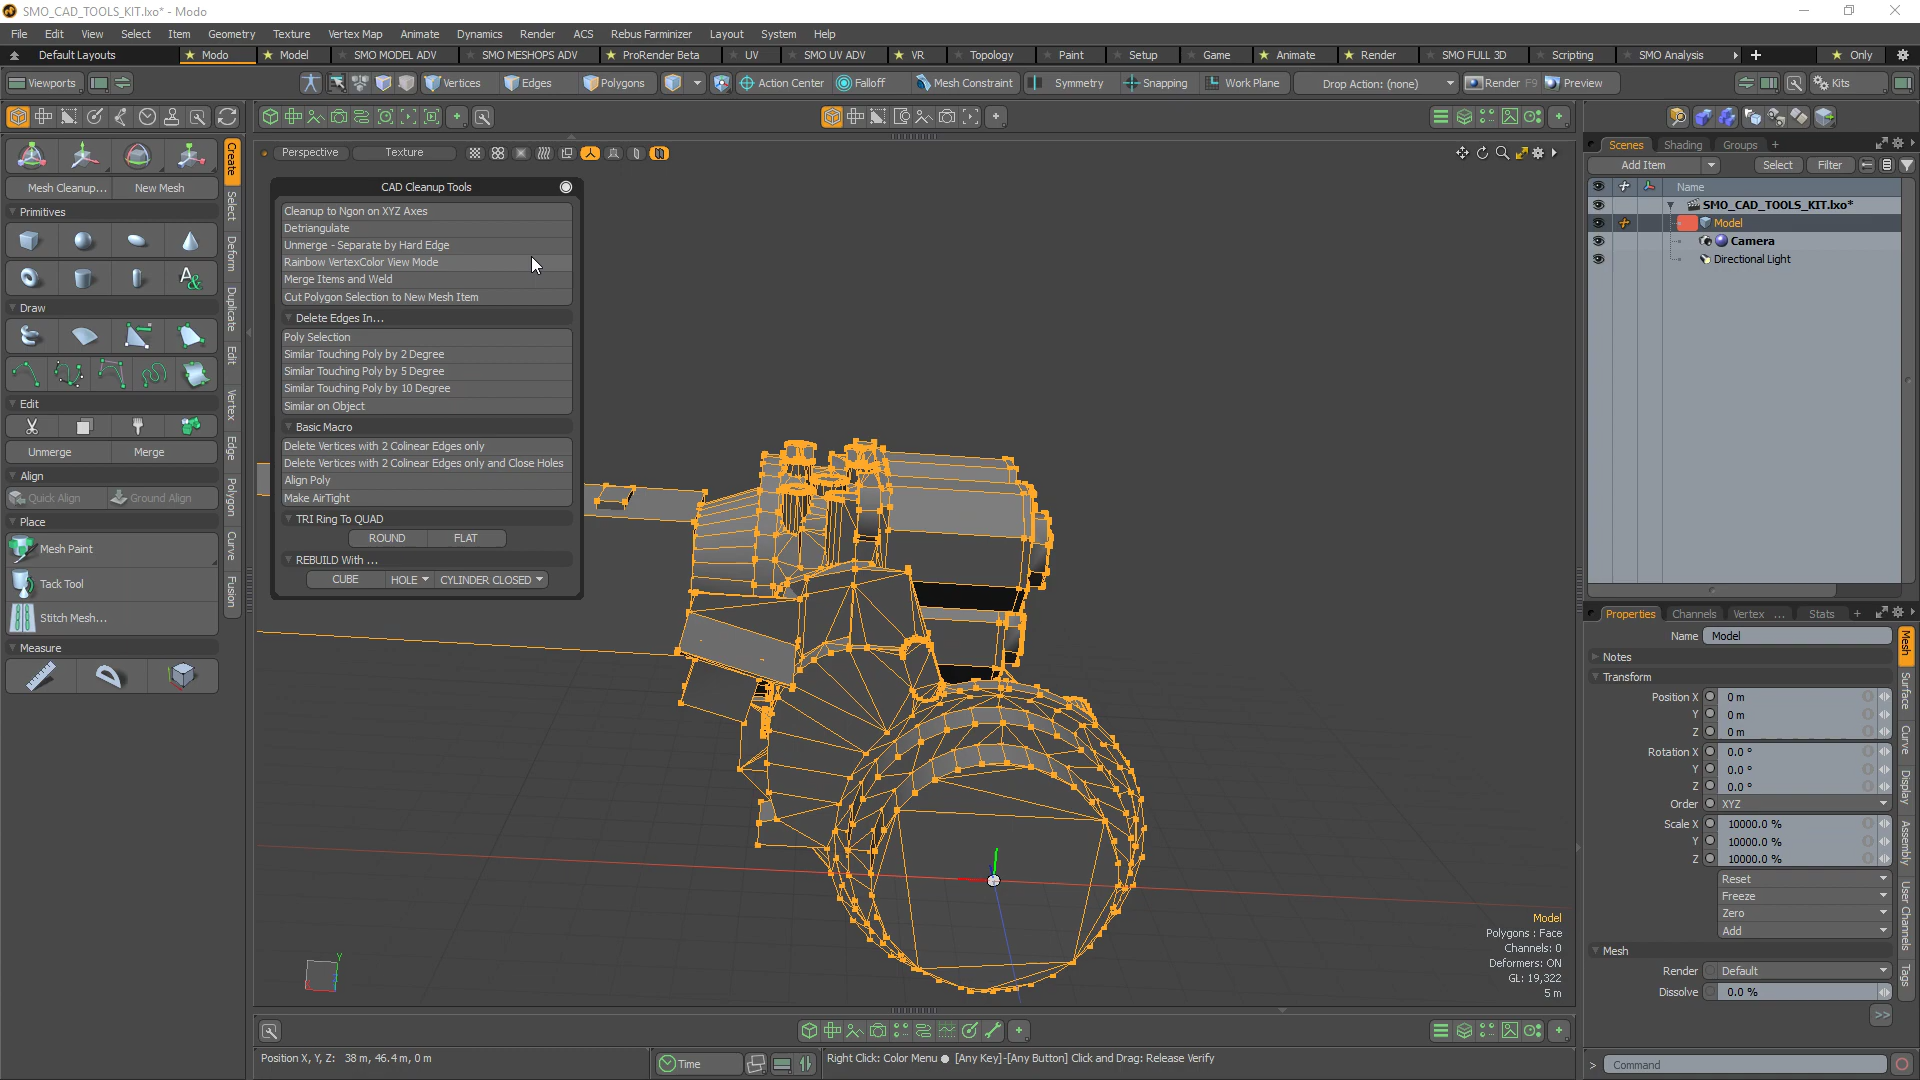 SMO_CAD_TOOLS_KIT.lxo* - Modo
File Edit View Select Item Geometry Texture Vertex Map Animate Dynamics Render ACS Rebus Farminizer Layout System Help
Default Layouts Modo Model SMO MODEL ADV SMO MESHOPS ADV ProRender Beta UV SMO UV ADV VR Topology Paint Setup Game Animate Render SMO FULL 3D Scripting SMO Analysis Only
Viewports Vertices Edges Polygons Action Center Falloff Mesh Constraint Symmetry Snapping Work Plane Drop Action: (none) Render F9 Preview Kits
Perspective Texture
Scenes Shading Groups +
Add Item Select Filter
Name
SMO_CAD_TOOLS_KIT.lxo*
Model
Camera
Directional Light
Mesh Cleanup... New Mesh
Primitives
Draw
Edit
Unmerge Merge
Align
Quick Align Ground Align
Place
Mesh Paint
Tack Tool
Stitch Mesh...
Measure
Create
Select
Deform
Duplicate
Edit
Vertex
Edge
Polygon
Curve
Fusion
CAD Cleanup Tools
Cleanup to Ngon on XYZ Axes
Detriangulate
Unmerge - Separate by Hard Edge
Rainbow VertexColor View Mode
Merge Items and Weld
Cut Polygon Selection to New Mesh Item
Delete Edges In...
Poly Selection
Similar Touching Poly by 2 Degree
Similar Touching Poly by 5 Degree
Similar Touching Poly by 10 Degree
Similar on Object
Basic Macro
Delete Vertices with 2 Colinear Edges only
Delete Vertices with 2 Colinear Edges only and Close Holes
Align Poly
Make AirTight
TRI Ring To QUAD
ROUND FLAT
REBUILD With ...
CUBE HOLE CYLINDER CLOSED
Y
Model
Polygons : Face
Channels: 0
Deformers: ON
GL: 19,322
5 m
Properties Channels Vertex ... Stats +
Name Model
Notes
Transform
Position X 0 m
Y 0 m
Z 0 m
Rotation X 0.0 °
Y 0.0 °
Z 0.0 °
Order XYZ
Scale X 10000.0 %
Y 10000.0 %
Z 10000.0 %
Reset
Freeze
Zero
Add
Mesh
Render Default
Dissolve 0.0 %
>>
Mesh
Surface
Curve
Display
Assembly
User Channels
Tags
Position X, Y, Z: 38 m, 46.4 m, 0 m
Time
Right Click: Color Menu ● [Any Key]-[Any Button] Click and Drag: Release Verify
> Command